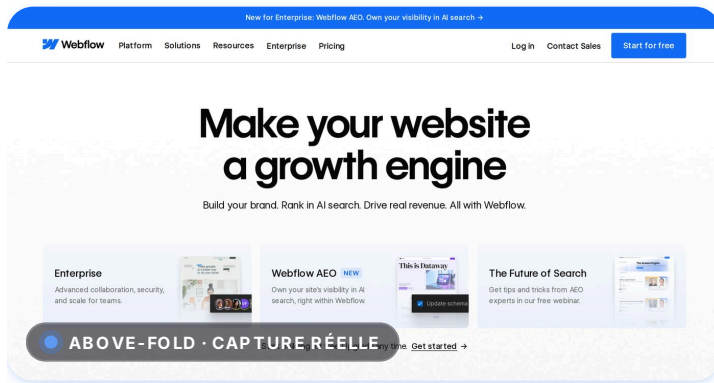 New for Enterprise: Webflow AEO. Own your visibility in AI search →
Webflow Platform Solutions Resources Enterprise Pricing Log in Contact Sales Start for free
Make your website
a growth engine
Build your brand. Rank in AI search. Drive real revenue. All with Webflow.
Enterprise
Advanced collaboration, security,
and scale for teams.
Webflow AEO NEW
Own your site's visibility in AI
search, right within Webflow.
This is Dataway
Update schema
The Future of Search
Get tips and tricks from AEO
experts in our free webinar.
any time. Get started →
ABOVE-FOLD · CAPTURE RÉELLE